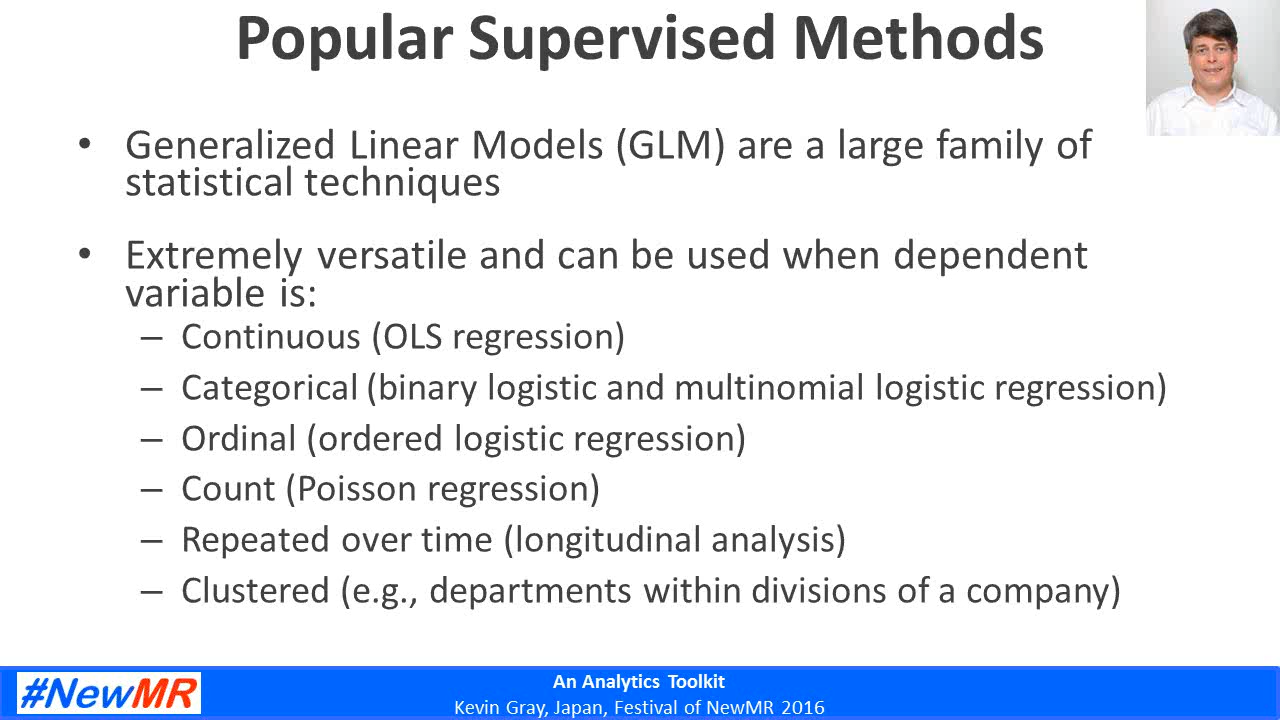 Popular Supervised Methods
• Generalized Linear Models (GLM) are a large family of
statistical techniques
• Extremely versatile and can be used when dependent
variable is:
– Continuous (OLS regression)
– Categorical (binary logistic and multinomial logistic regression)
– Ordinal (ordered logistic regression)
– Count (Poisson regression)
– Repeated over time (longitudinal analysis)
– Clustered (e.g., departments within divisions of a company)
#NewMR
An Analytics Toolkit
Kevin Gray, Japan, Festival of NewMR 2016